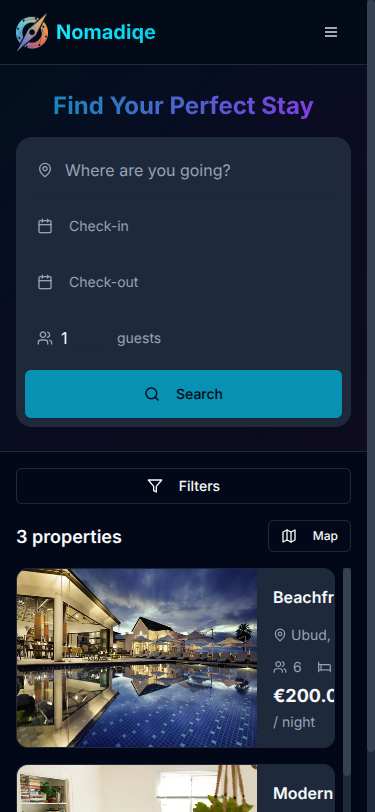 Nomadiqe
Find Your Perfect Stay
Where are you going?
Check-in
Check-out
1 guests
Search
Filters
3 properties
Map
Beachfr
Ubud,
6
€200.0
/ night
Modern